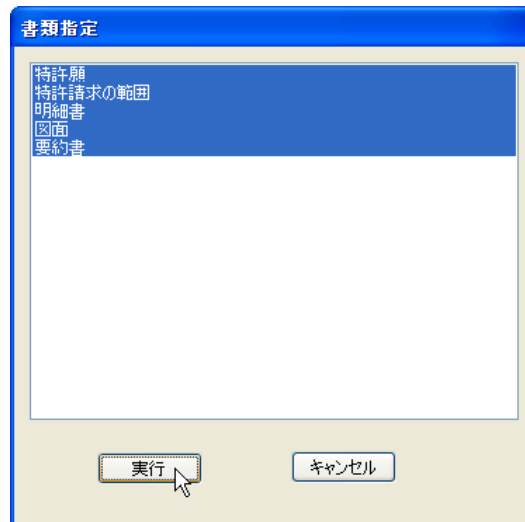 書類指定
特許願
特許請求の範囲
明細書
図面
要約書
実行
キャンセル